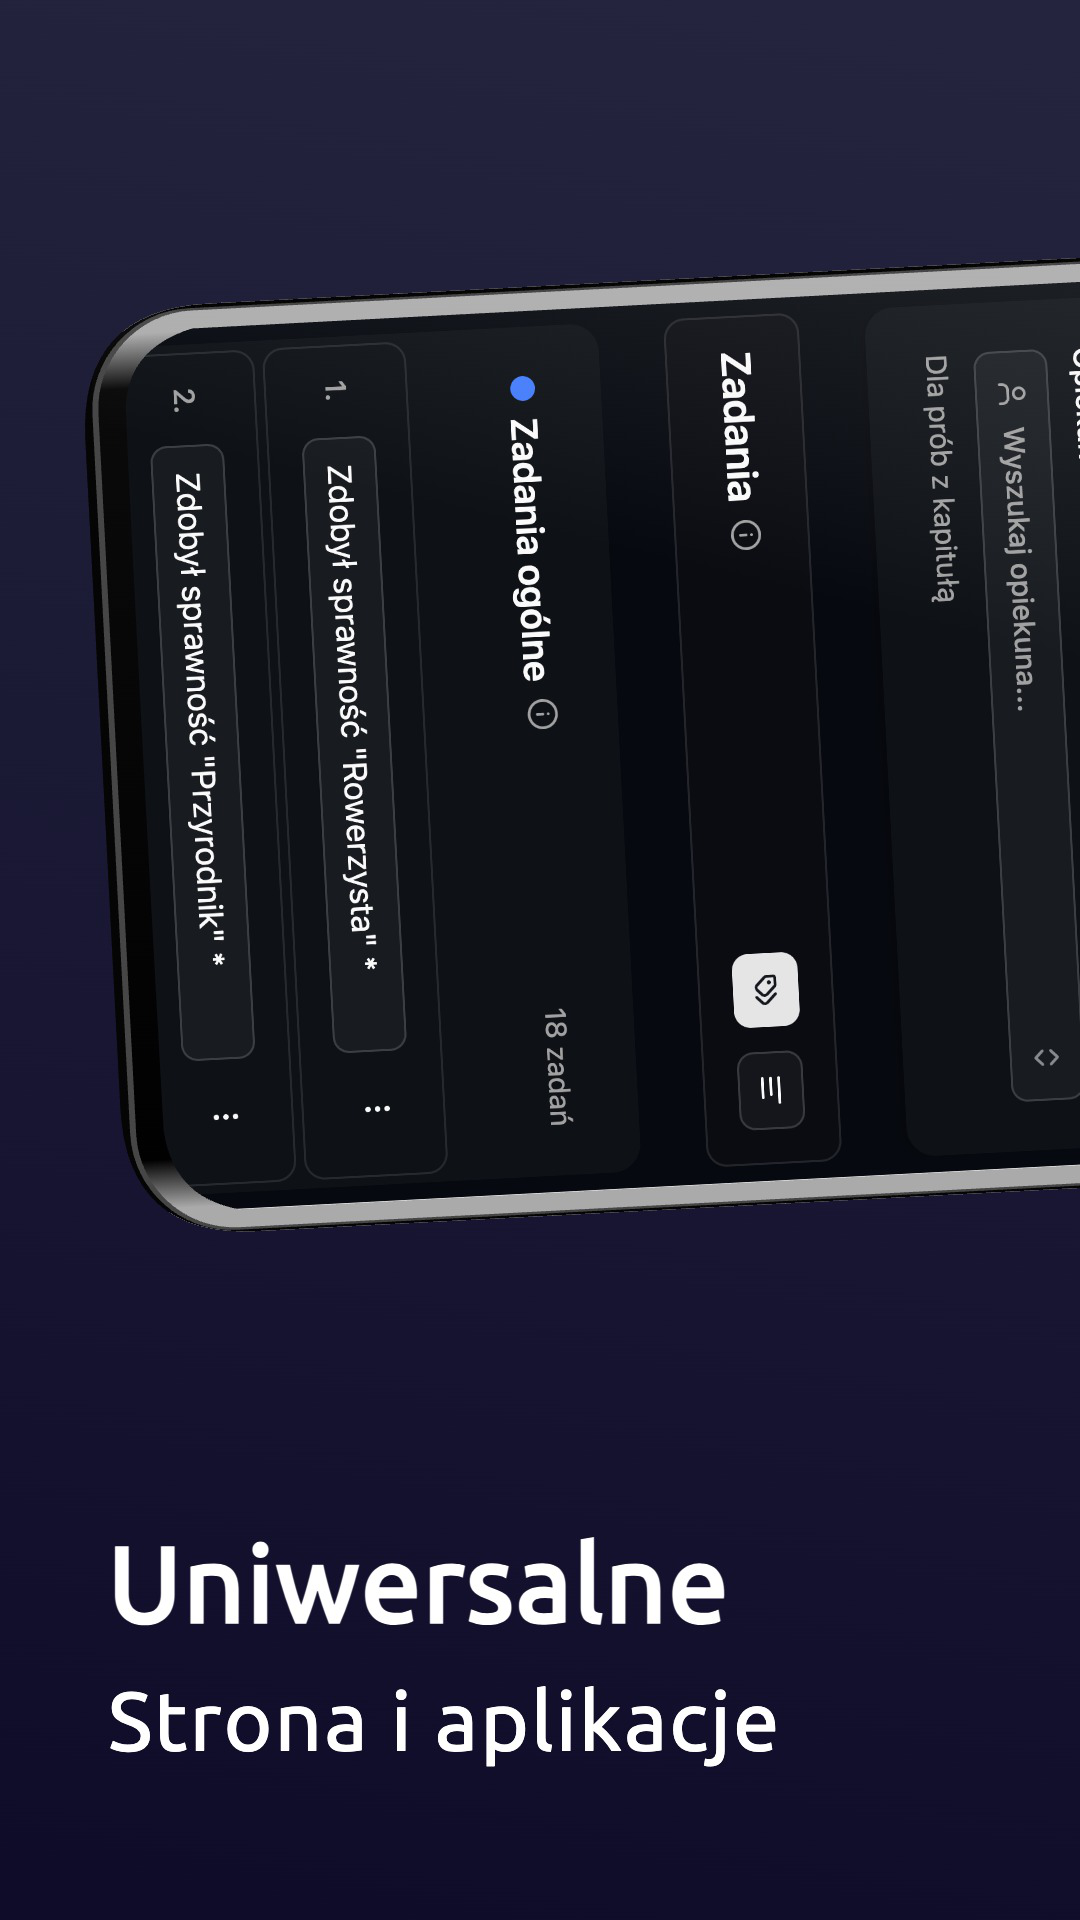 Wyszukaj opiekuna...
Dla prób z kapitułą
Zadania
Zadania ogólne
18 zadań
1.
Zdobył sprawność "Rowerzysta" *
2.
Zdobył sprawność "Przyrodnik" *
Uniwersalne
Strona i aplikacje